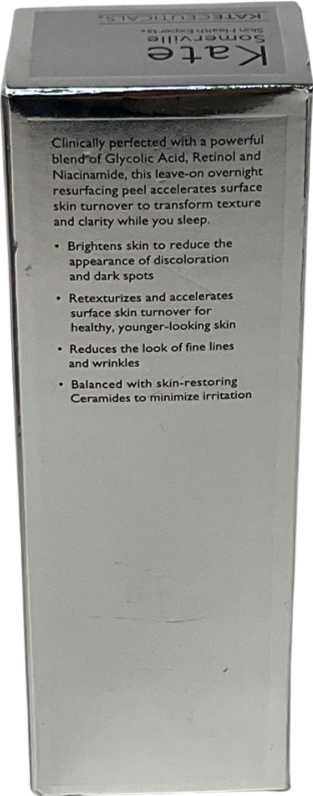 Kate
Somerville
Skin Health Experts®
KATECEUTICALS®
Clinically perfected with a powerful
blend of Glycolic Acid, Retinol and
Niacinamide, this leave-on overnight
resurfacing peel accelerates surface
skin turnover to transform texture
and clarity while you sleep.
• Brightens skin to reduce the
appearance of discoloration
and dark spots
• Retexturizes and accelerates
surface skin turnover for
healthy, younger-looking skin
• Reduces the look of fine lines
and wrinkles
• Balanced with skin-restoring
Ceramides to minimize irritation